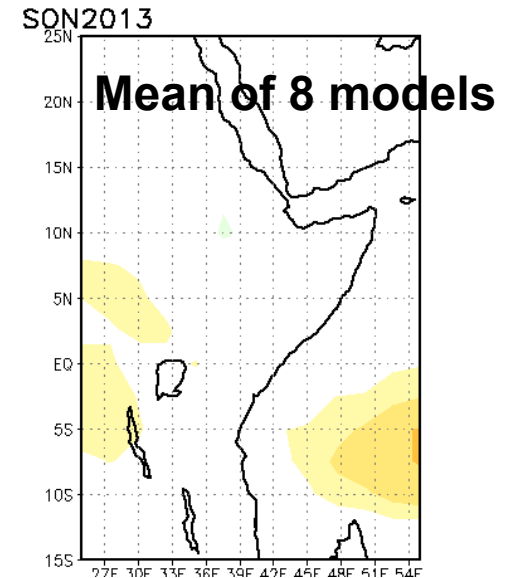 SON2013
25N
Mean of 8 models
20N
15N
10N
5N
EQ
5S
10S
15S
27E 30E 33E 36E 39E 42E 45E 48E 51E 54E